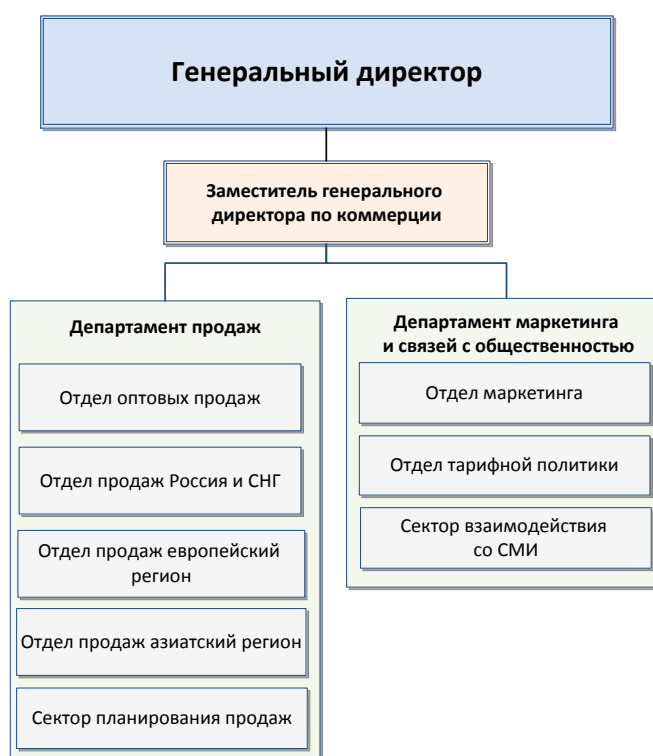 Генеральный директор
Заместитель генерального
директора по коммерции
Департамент продаж
Отдел оптовых продаж
Отдел продаж Россия и СНГ
Отдел продаж европейский
регион
Отдел продаж азиатский регион
Сектор планирования продаж
Департамент маркетинга
и связей с общественностью
Отдел маркетинга
Отдел тарифной политики
Сектор взаимодействия
со СМИ